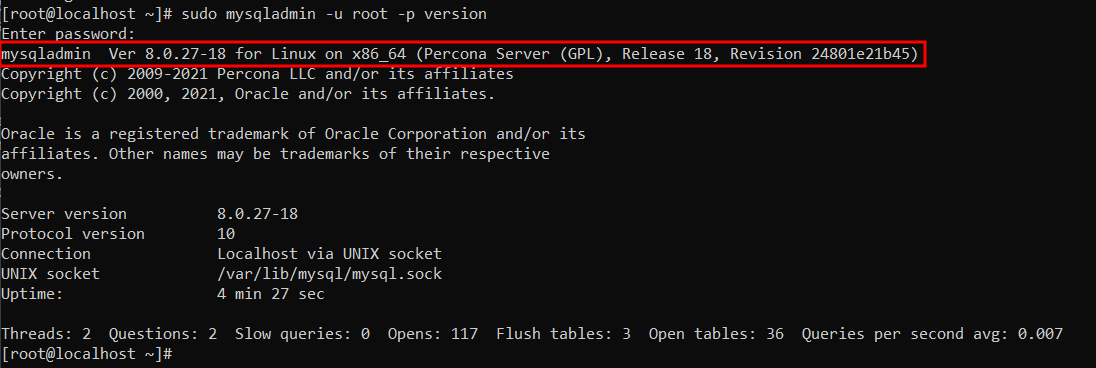 [root@localhost ~]# sudo mysqladmin -u root -p version
Enter password:
mysqladmin  Ver 8.0.27-18 for Linux on x86_64 (Percona Server (GPL), Release 18, Revision 24801e21b45)
Copyright (c) 2009-2021 Percona LLC and/or its affiliates
Copyright (c) 2000, 2021, Oracle and/or its affiliates.

Oracle is a registered trademark of Oracle Corporation and/or its
affiliates. Other names may be trademarks of their respective
owners.

Server version          8.0.27-18
Protocol version        10
Connection              Localhost via UNIX socket
UNIX socket             /var/lib/mysql/mysql.sock
Uptime:                 4 min 27 sec

Threads: 2  Questions: 2  Slow queries: 0  Opens: 117  Flush tables: 3  Open tables: 36  Queries per second avg: 0.007
[root@localhost ~]#